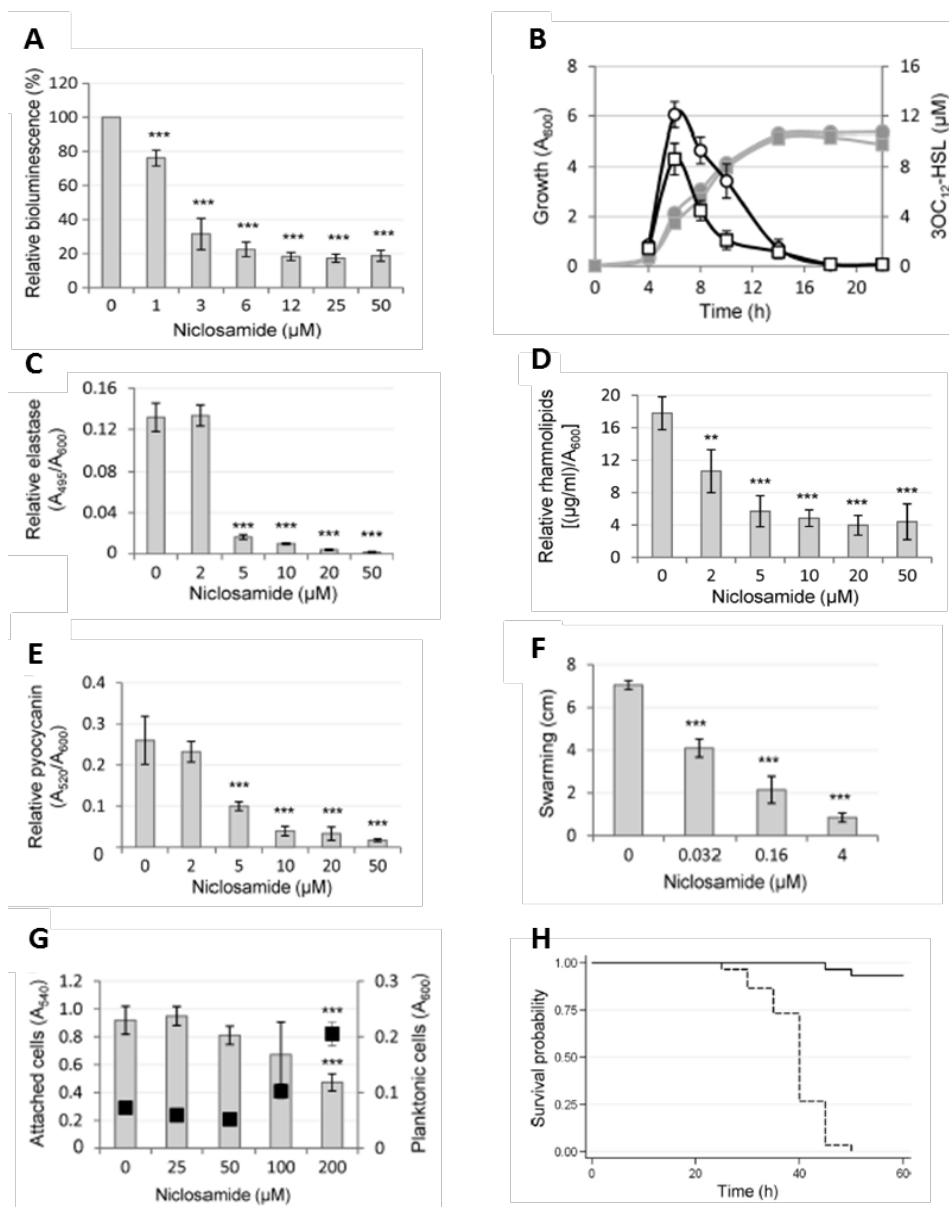 A
Relative bioluminescence (%)
120
100
80
60
40
20
0
***
***
***
***
***
***
0 1 3 6 12 25 50
Niclosamide (µM)
B
Growth (A600)
8
6
4
2
0
16
12
8
4
0
3OC12-HSL (µM)
0 4 8 12 16 20
Time (h)
C
Relative elastase
(A495/A600)
0.16
0.12
0.08
0.04
0
*** *** *** ***
0 2 5 10 20 50
Niclosamide (µM)
D
Relative rhamnolipids
[(µg/ml)/A600]
20
16
12
8
4
0
**
*** *** *** ***
0 2 5 10 20 50
Niclosamide (µM)
E
Relative pyocycanin
(A520/A600)
0.4
0.3
0.2
0.1
0
*** *** *** ***
0 2 5 10 20 50
Niclosamide (µM)
F
Swarming (cm)
8
6
4
2
0
***
***
***
0 0.032 0.16 4
Niclosamide (µM)
G
Attached cells (A540)
1.2
1.0
0.8
0.6
0.4
0.2
0
0.3
0.2
0.1
0
Planktonic cells (A600)
***
***
0 25 50 100 200
Niclosamide (µM)
H
Survival probability
1.00
0.75
0.50
0.25
0.00
0 20 40 60
Time (h)